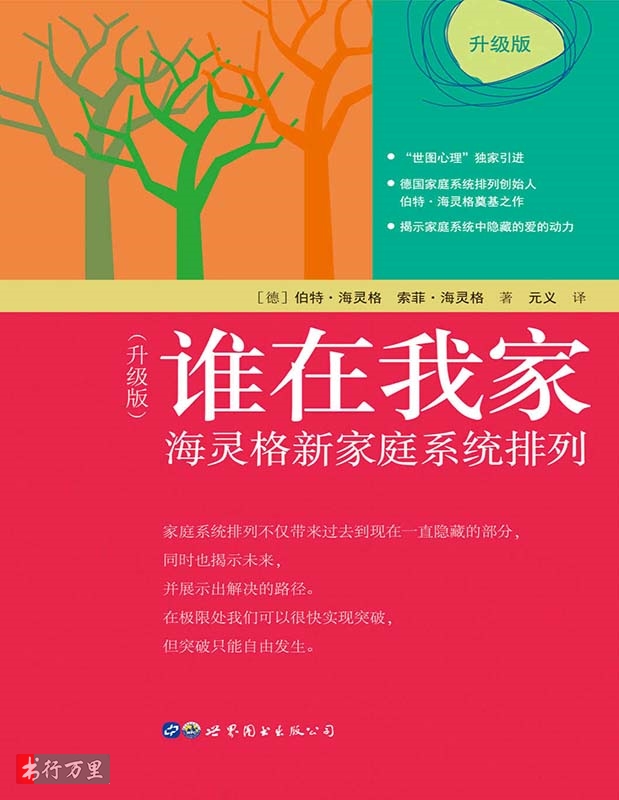 升级版
● “世图心理”独家引进
● 德国家庭系统排列创始人
伯特·海灵格奠基之作
● 揭示家庭系统中隐藏的爱的动力
［德］伯特·海灵格 索菲·海灵格 著 元义 译
（升级版）
谁在我家
海灵格新家庭系统排列
家庭系统排列不仅带来过去到现在一直隐藏的部分，
同时也揭示未来，
并展示出解决的路径。
在极限处我们可以很快实现突破，
但突破只能自由发生。
中 世界图书出版公司
书行万里